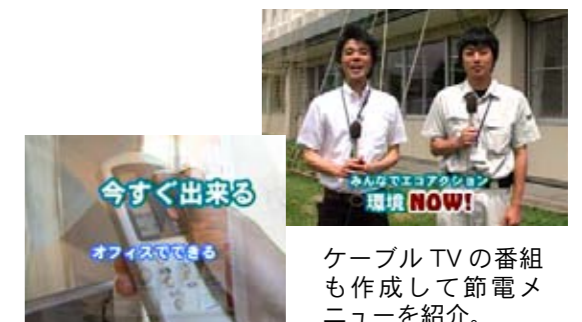 みんなでエコアクション
環境NOW!
今すぐ出来る
オフィスでできる
ケーブル TV の番組
も作成して節電メ
ニューを紹介。